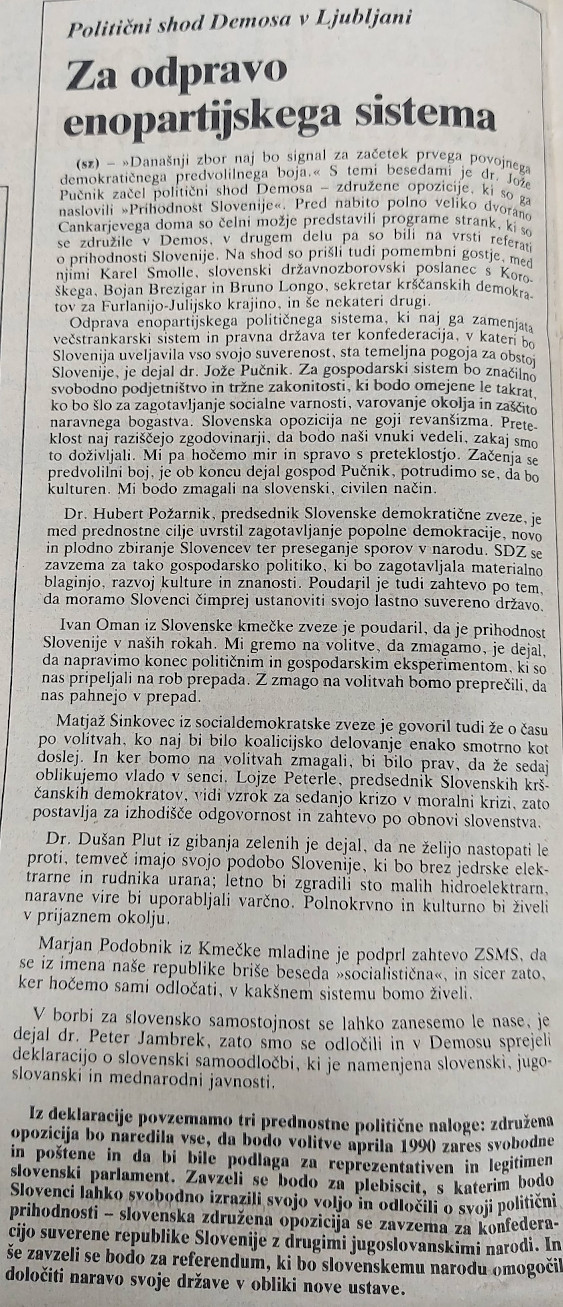 Politični shod Demosa v Ljubljani
Za odpravo
enopartijskega sistema
(sz) – »Današnji zbor naj bo signal za začetek prvega povojnega
demokratičnega predvolilnega boja.« S temi besedami je dr. Jože
Pučnik začel politični shod Demosa – združene opozicije, ki so ga
naslovili »Prihodnost Slovenije«. Pred nabito polno veliko dvorano
Cankarjevega doma so čelni možje predstavili programe strank, ki so
se združile v Demos, v drugem delu pa so bili na vrsti referati
o prihodnosti Slovenije. Na shod so prišli tudi pomembni gostje, med
njimi Karel Smolle, slovenski državnozborovski poslanec s Koro-
škega, Bojan Brezigar in Bruno Longo, sekretar krščanskih demokra-
tov za Furlanijo-Julijsko krajino, in še nekateri drugi.
Odprava enopartijskega političnega sistema, ki naj ga zamenjata
večstrankarski sistem in pravna država ter konfederacija, v kateri bo
Slovenija uveljavila vso svojo suverenost, sta temeljna pogoja za obstoj
Slovenije, je dejal dr. Jože Pučnik. Za gospodarski sistem bo značilno
svobodno podjetništvo in tržne zakonitosti, ki bodo omejene le takrat,
ko bo šlo za zagotavljanje socialne varnosti, varovanje okolja in zaščito
naravnega bogastva. Slovenska opozicija ne goji revanšizma. Prete-
klost naj raziščejo zgodovinarji, da bodo naši vnuki vedeli, zakaj smo
to doživljali. Mi pa hočemo mir in spravo s preteklostjo. Začenja se
predvolilni boj, je ob koncu dejal gospod Pučnik, potrudimo se, da bo
kulturen. Mi bodo zmagali na slovenski, civilen način.
Dr. Hubert Požarnik, predsednik Slovenske demokratične zveze, je
med prednostne cilje uvrstil zagotavljanje popolne demokracije, novo
in plodno zbiranje Slovencev ter preseganje sporov v narodu. SDZ se
zavzema za tako gospodarsko politiko, ki bo zagotavljala materialno
blaginjo, razvoj kulture in znanosti. Poudaril je tudi zahtevo po tem,
da moramo Slovenci čimprej ustanoviti svojo lastno suvereno državo.
Ivan Oman iz Slovenske kmečke zveze je poudaril, da je prihodnost
Slovenije v naših rokah. Mi gremo na volitve, da zmagamo, je dejal,
da napravimo konec političnim in gospodarskim eksperimentom, ki so
nas pripeljali na rob prepada. Z zmago na volitvah bomo preprečili, da
nas pahnejo v prepad.
Matjaž Šinkovec iz socialdemokratske zveze je govoril tudi že o času
po volitvah, ko naj bi bilo koalicijsko delovanje enako smotrno kot
doslej. In ker bomo na volitvah zmagali, bi bilo prav, da že sedaj
oblikujemo vlado v senci. Lojze Peterle, predsednik Slovenskih krš-
čanskih demokratov, vidi vzrok za sedanjo krizo v moralni krizi, zato
postavlja za izhodišče odgovornost in zahtevo po obnovi slovenstva.
Dr. Dušan Plut iz gibanja zelenih je dejal, da ne želijo nastopati le
proti, temveč imajo svojo podobo Slovenije, ki bo brez jedrske elek-
trarne in rudnika urana; letno bi zgradili sto malih hidroelektrarn,
naravne vire bi uporabljali varčno. Polnokrvno in kulturno bi živeli
v prijaznem okolju.
Marjan Podobnik iz Kmečke mladine je podprl zahtevo ZSMS, da
se iz imena naše republike briše beseda »socialistična«, in sicer zato,
ker hočemo sami odločati, v kakšnem sistemu bomo živeli.
V borbi za slovensko samostojnost se lahko zanesemo le nase, je
dejal dr. Peter Jambrek, zato smo se odločili in v Demosu sprejeli
deklaracijo o slovenski samoodločbi, ki je namenjena slovenski, jugo-
slovanski in mednarodni javnosti.
Iz deklaracije povzemamo tri prednostne politične naloge: združena
opozicija bo naredila vse, da bodo volitve aprila 1990 zares svobodne
in poštene in da bi bile podlaga za reprezentativen in legitimen
slovenski parlament. Zavzeli se bodo za plebiscit, s katerim bodo
Slovenci lahko svobodno izrazili svojo voljo in odločili o svoji politični
prihodnosti – slovenska združena opozicija se zavzema za konfedera-
cijo suverene republike Slovenije z drugimi jugoslovanskimi narodi. In
še zavzeli se bodo za referendum, ki bo slovenskemu narodu omogočil
določiti naravo svoje države v obliki nove ustave.